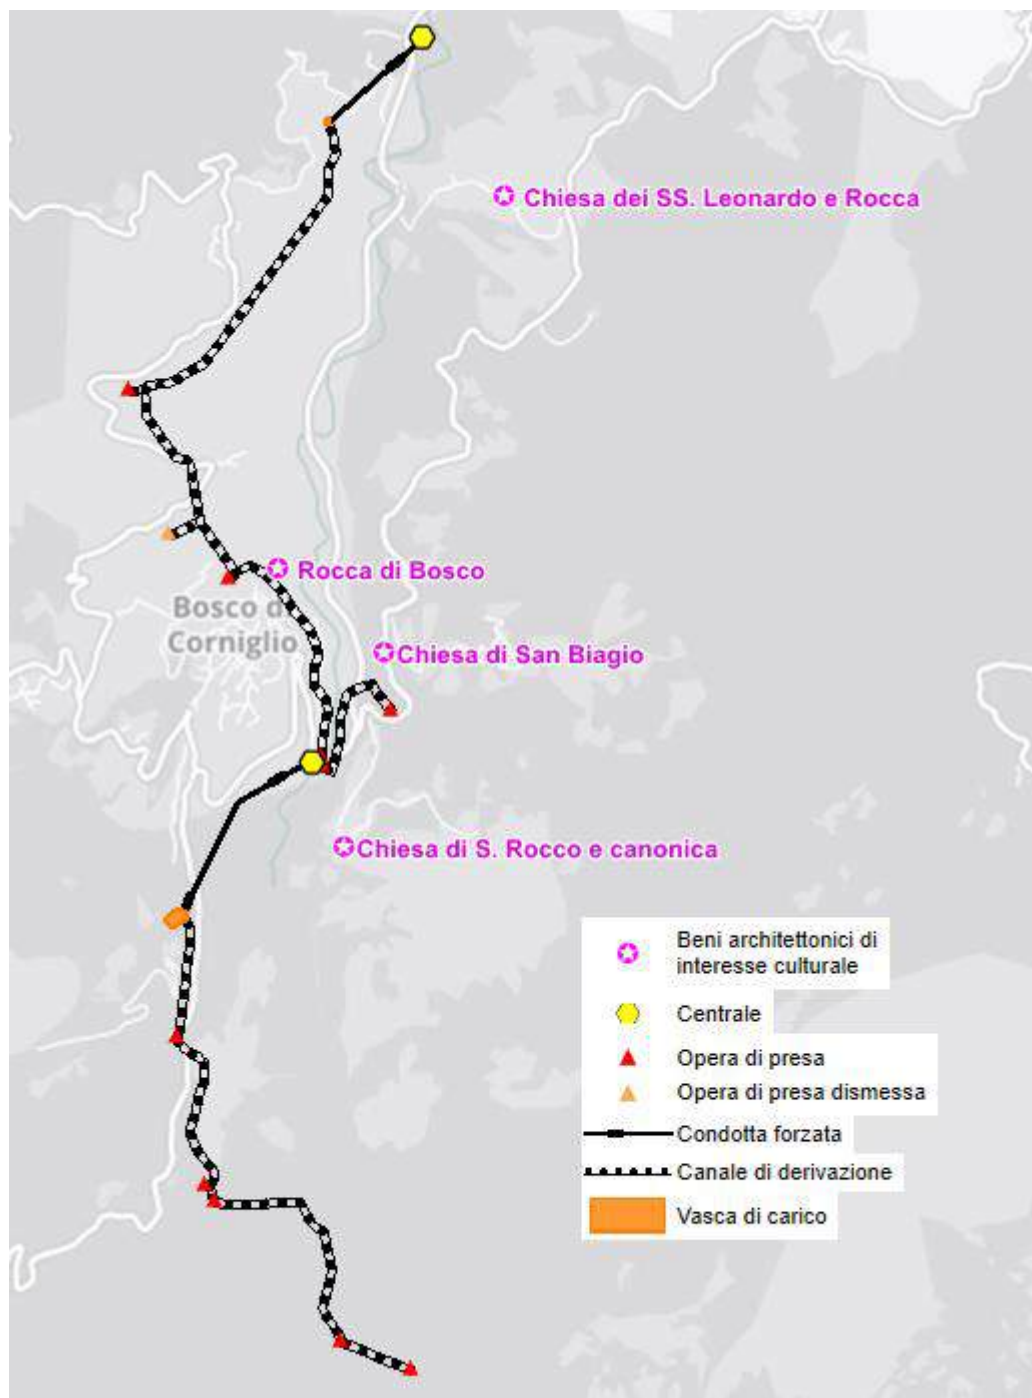 Chiesa dei SS. Leonardo e Rocca
Rocca di Bosco
Bosco di
Corniglio
Chiesa di San Biagio
Chiesa di S. Rocco e canonica
Beni architettonici di
interesse culturale
Centrale
Opera di presa
Opera di presa dismessa
Condotta forzata
Canale di derivazione
Vasca di carico